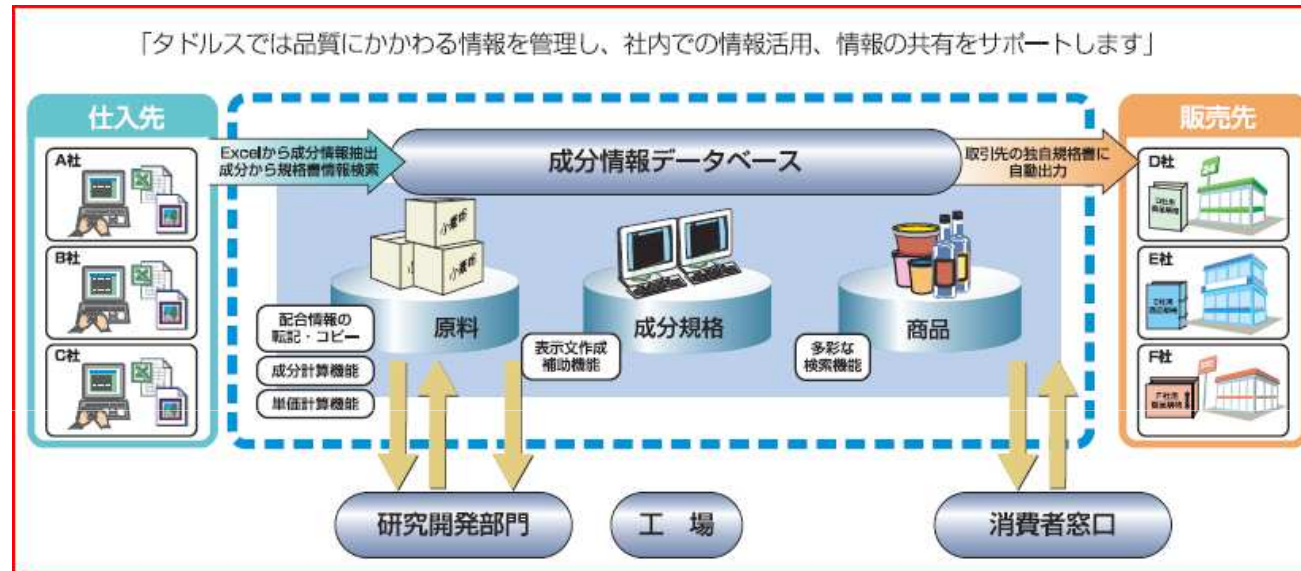 「タドルスでは品質にかかわる情報を管理し、社内での情報活用、情報の共有をサポートします」
仕入先
A社
B社
C社
Excelから成分情報抽出
成分から規格書情報検索
成分情報データベース
取引先の独自規格書に
自動出力
販売先
D社
E社
F社
小麦粉
小麦粉
原料
成分規格
商品
配合情報の
転記・コピー
成分計算機能
単価計算機能
表示文作成
補助機能
多彩な
検索機能
研究開発部門
工 場
消費者窓口